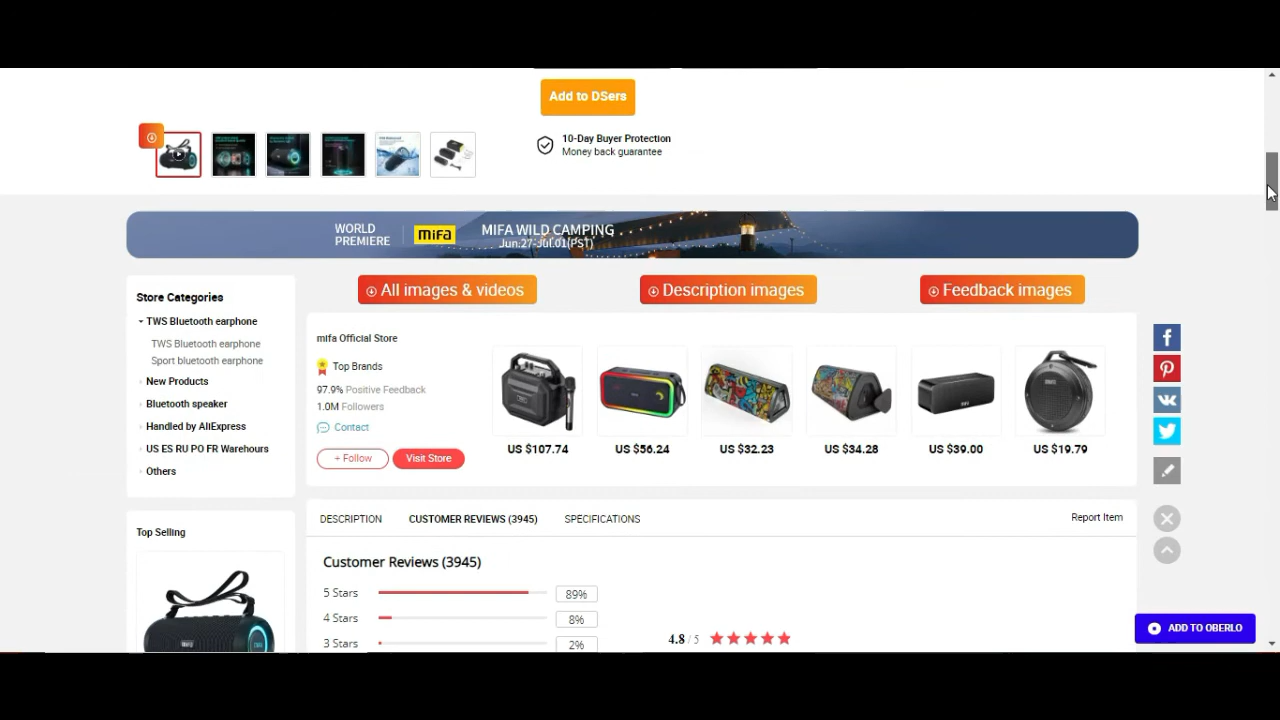 Add to DSers
10-Day Buyer Protection
Money back guarantee
WORLD
PREMIERE
mifa
MIFA WILD CAMPING
Jun.27-Jul.01(PST)
Store Categories
TWS Bluetooth earphone
TWS Bluetooth earphone
Sport bluetooth earphone
New Products
Bluetooth speaker
Handled by AliExpress
US ES RU PO FR Warehours
Others
Top Selling
All images & videos
Description images
Feedback images
mifa Official Store
Top Brands
97.9% Positive Feedback
1.0M Followers
Contact
+ Follow
Visit Store
US $107.74
US $56.24
US $32.23
US $34.28
US $39.00
US $19.79
DESCRIPTION
CUSTOMER REVIEWS (3945)
SPECIFICATIONS
Report Item
Customer Reviews (3945)
5 Stars 89%
4 Stars 8%
3 Stars 2%
4.8 / 5
ADD TO OBERLO